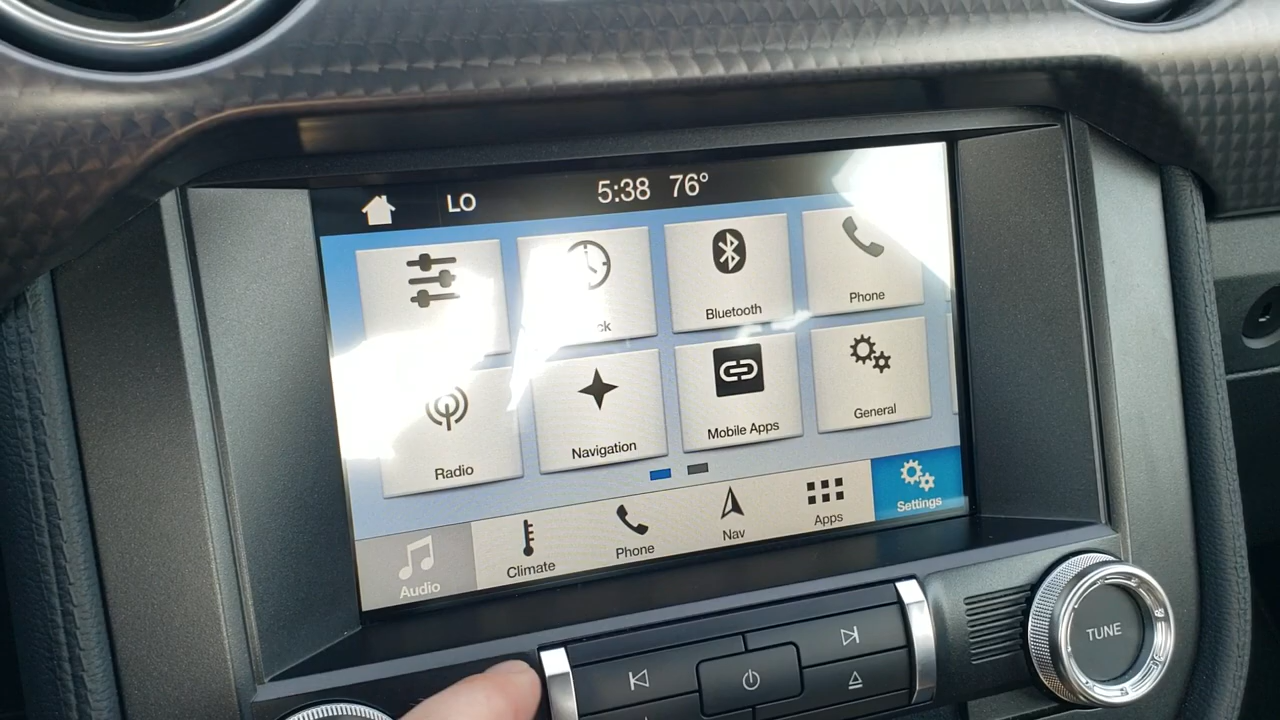 LO
5:38 76°
ck
Bluetooth
Phone
Radio
Navigation
Mobile Apps
General
Audio
Climate
Phone
Nav
Apps
Settings
TUNE